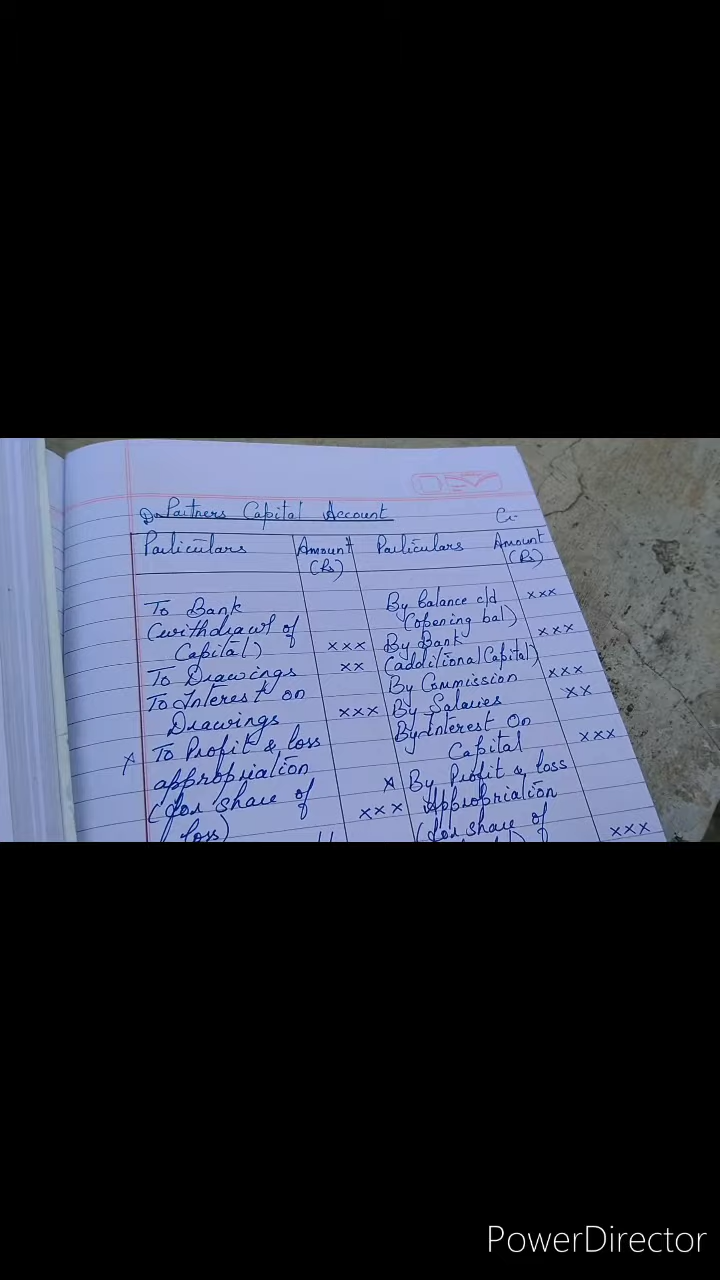 Dr Partners Capital Account Cr
Particulars Amount (Rs) Particulars Amount (Rs)
To Bank
(withdrawl of
Capital) xxx
To Drawings xx
To Interest on
Drawings xxx
x To Profit & loss
appropriation
(for share of
loss) xxx
By balance c/d xxx
(opening bal)
By Bank xxx
(additional Capital)
By Commission xxx
By Salaries xx
By Interest On
Capital xxx
x By Profit & loss
Appropriation
(for share of
xxx
PowerDirector